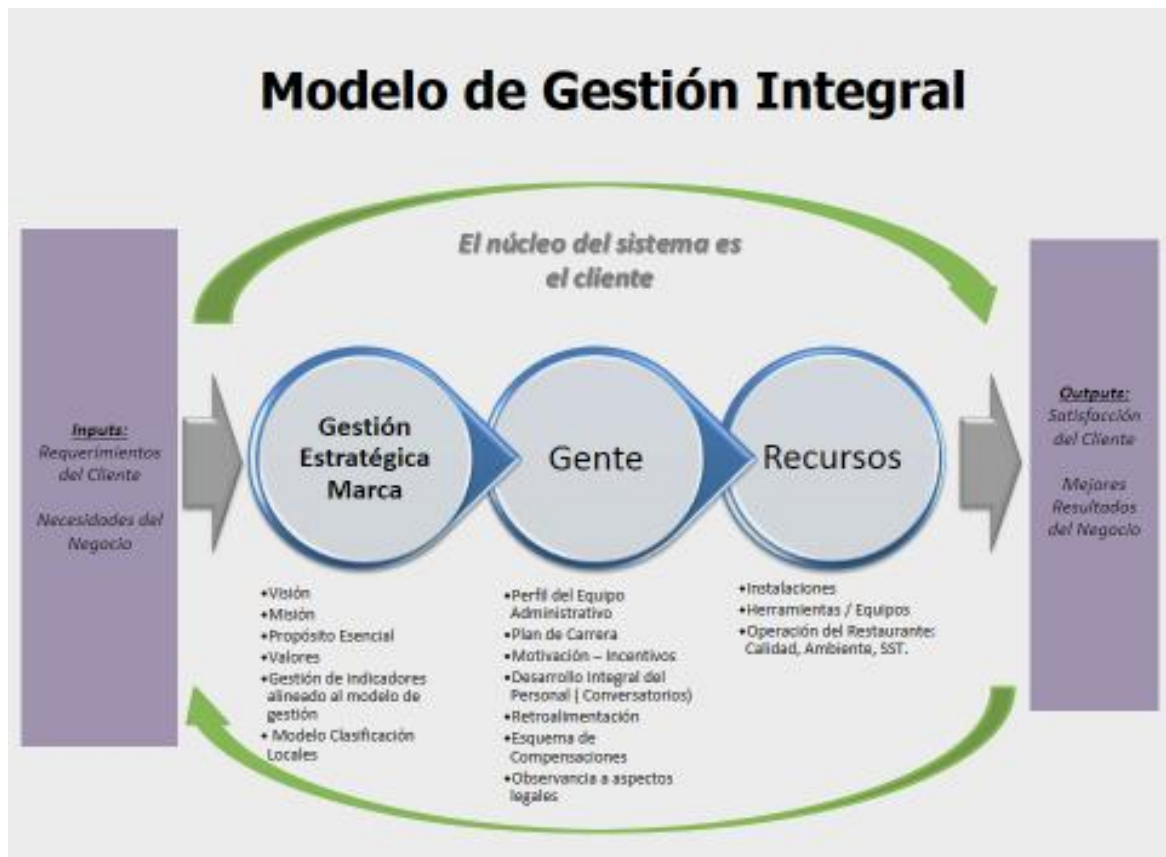 Modelo de Gestión Integral
El núcleo del sistema es
el cliente
Inputs:
Requerimientos
del Cliente
Necesidades del
Negocio
Gestión
Estratégica
Marca
•Visión
•Misión
•Propósito Esencial
•Valores
•Gestión de indicadores
alineado al modelo de
gestión
• Modelo Clasificación
Locales
Gente
•Perfil del Equipo
Administrativo
•Plan de Carrera
•Motivación – Incentivos
•Desarrollo Integral del
Personal ( Conversatorios)
•Retroalimentación
•Esquema de
Compensaciones
•Observancia a aspectos
legales
Recursos
•Instalaciones
•Herramientas / Equipos
•Operación del Restaurante:
Calidad, Ambiente, SST.
Outputs:
Satisfacción
del Cliente
Mejores
Resultados
del Negocio